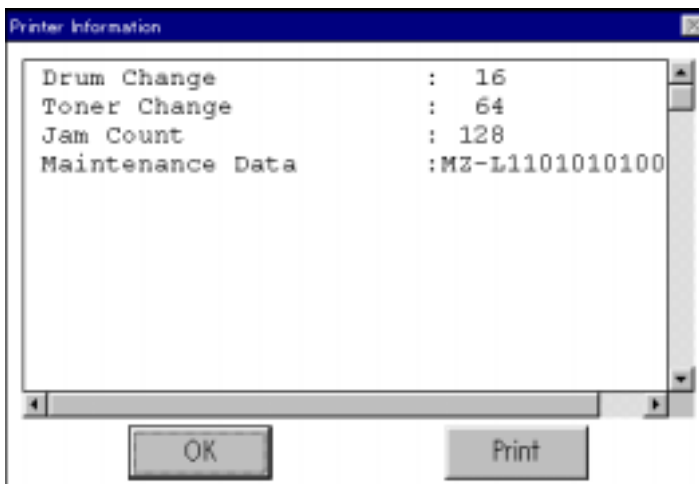 Printer Information
Drum Change : 16
Toner Change : 64
Jam Count : 128
Maintenance Data :MZ-L1101010100
OK
Print